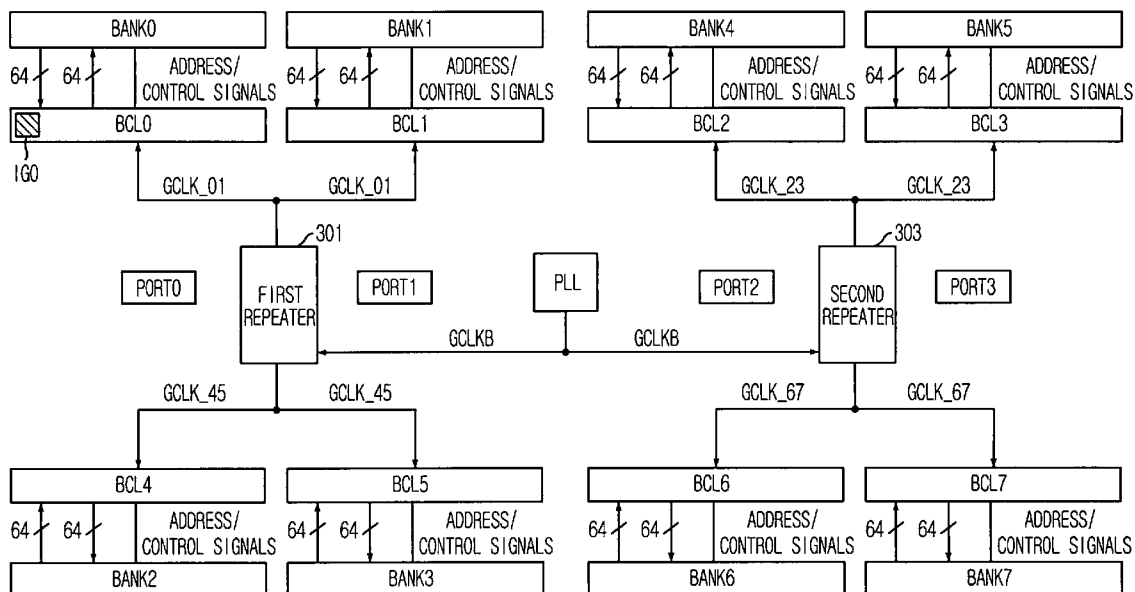 BANK0
BANK1
BANK4
BANK5
64
64
ADDRESS/
CONTROL SIGNALS
64
64
ADDRESS/
CONTROL SIGNALS
64
64
ADDRESS/
CONTROL SIGNALS
64
64
ADDRESS/
CONTROL SIGNALS
BCL0
BCL1
BCL2
BCL3
IG0
GCLK_01
GCLK_01
GCLK_23
GCLK_23
301
303
PORT0
FIRST
REPEATER
PORT1
PLL
PORT2
SECOND
REPEATER
PORT3
GCLKB
GCLKB
GCLK_45
GCLK_45
GCLK_67
GCLK_67
BCL4
BCL5
BCL6
BCL7
64
64
ADDRESS/
CONTROL SIGNALS
64
64
ADDRESS/
CONTROL SIGNALS
64
64
ADDRESS/
CONTROL SIGNALS
64
64
ADDRESS/
CONTROL SIGNALS
BANK2
BANK3
BANK6
BANK7